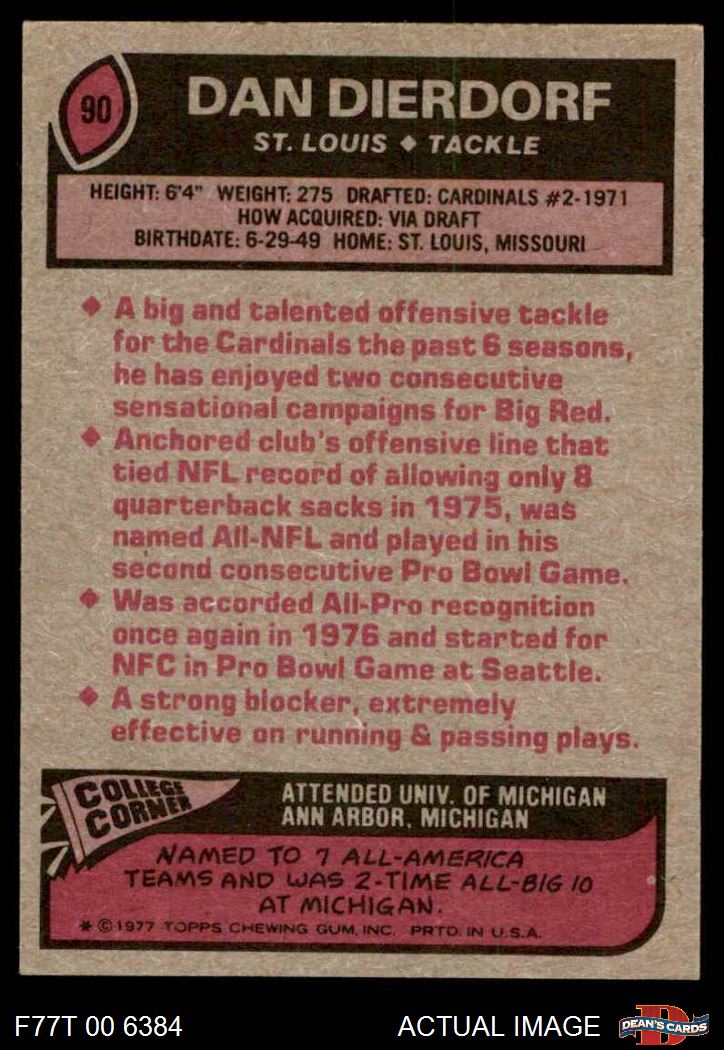 90
DAN DIERDORF
ST. LOUIS ◆ TACKLE
HEIGHT: 6'4" WEIGHT: 275 DRAFTED: CARDINALS #2-1971
HOW ACQUIRED: VIA DRAFT
BIRTHDATE: 6-29-49 HOME: ST. LOUIS, MISSOURI
◆ A big and talented offensive tackle
for the Cardinals the past 6 seasons,
he has enjoyed two consecutive
sensational campaigns for Big Red.
◆ Anchored club's offensive line that
tied NFL record of allowing only 8
quarterback sacks in 1975, was
named All-NFL and played in his
second consecutive Pro Bowl Game.
◆ Was accorded All-Pro recognition
once again in 1976 and started for
NFC in Pro Bowl Game at Seattle.
◆ A strong blocker, extremely
effective on running & passing plays.
COLLEGE
CORNER
ATTENDED UNIV. OF MICHIGAN
ANN ARBOR, MICHIGAN
NAMED TO 7 ALL-AMERICA
TEAMS AND WAS 2-TIME ALL-BIG 10
AT MICHIGAN.
* © 1977 TOPPS CHEWING GUM, INC. PRTD. IN U.S.A.
F77T 00 6384
ACTUAL IMAGE
D
DEAN'S CARDS